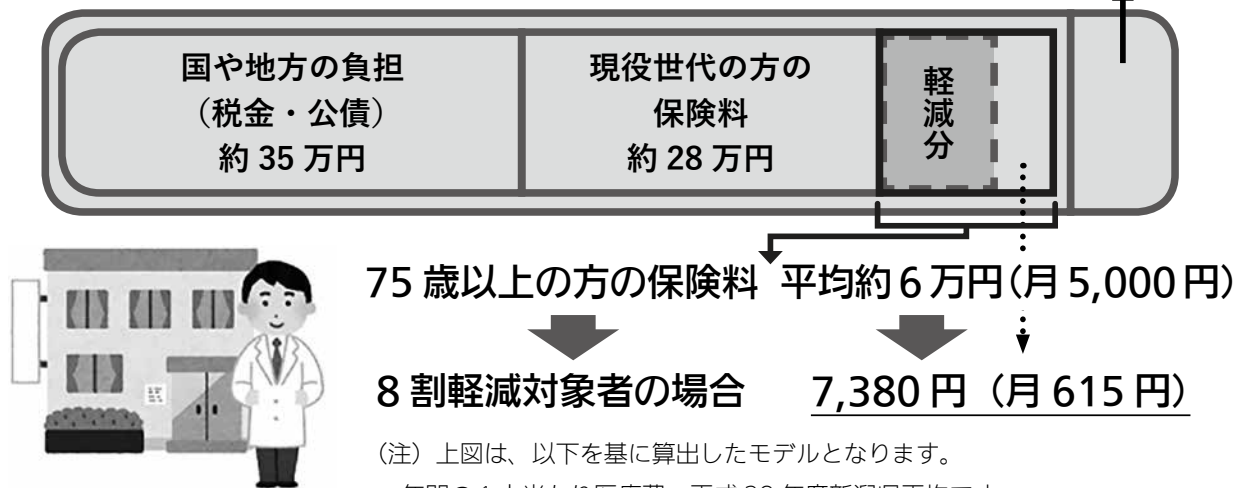 国や地方の負担
（税金・公債）
約 35 万円
現役世代の方の
保険料
約 28 万円
軽減分
75 歳以上の方の保険料 平均約 6 万円（月 5,000 円）
8 割軽減対象者の場合 7,380 円（月 615 円）
（注）上図は、以下を基に算出したモデルとなります。